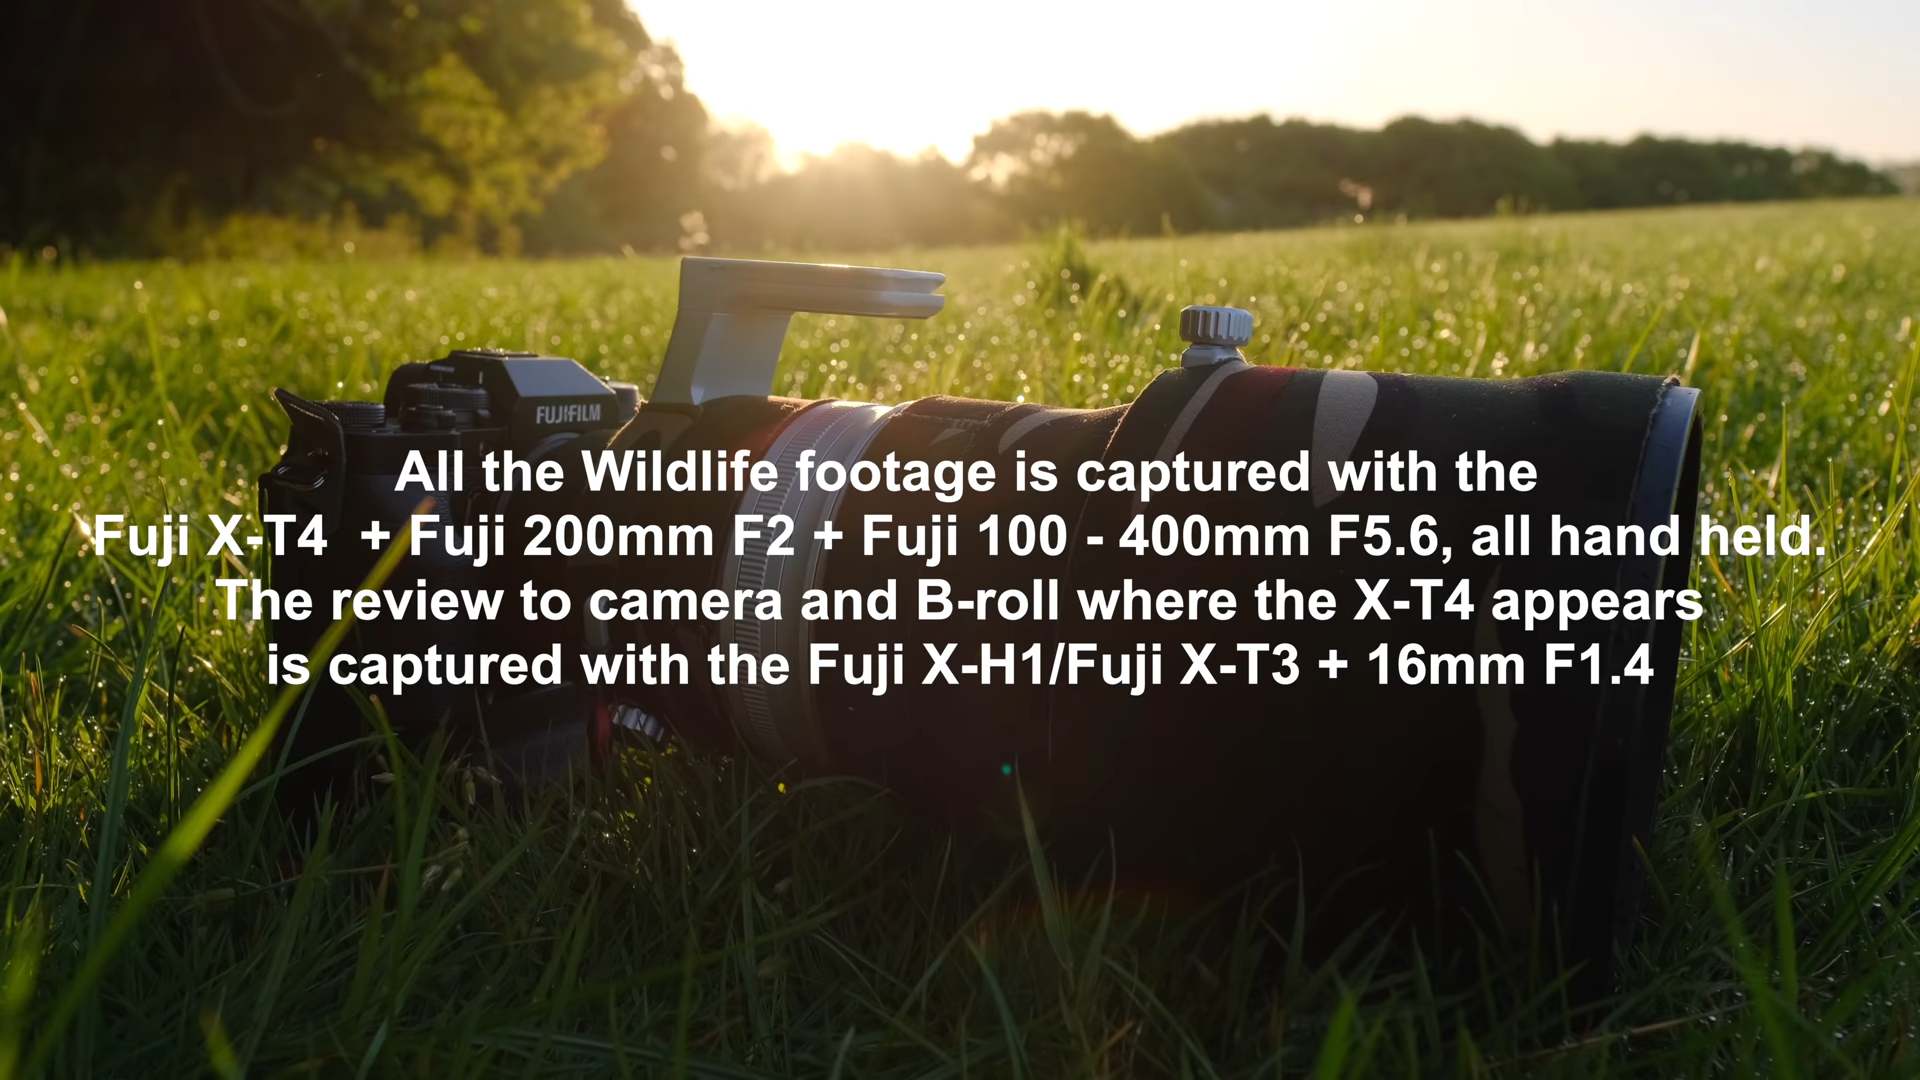 FUJIFILM
All the Wildlife footage is captured with the
Fuji X-T4 + Fuji 200mm F2 + Fuji 100 - 400mm F5.6, all hand held.
The review to camera and B-roll where the X-T4 appears
is captured with the Fuji X-H1/Fuji X-T3 + 16mm F1.4